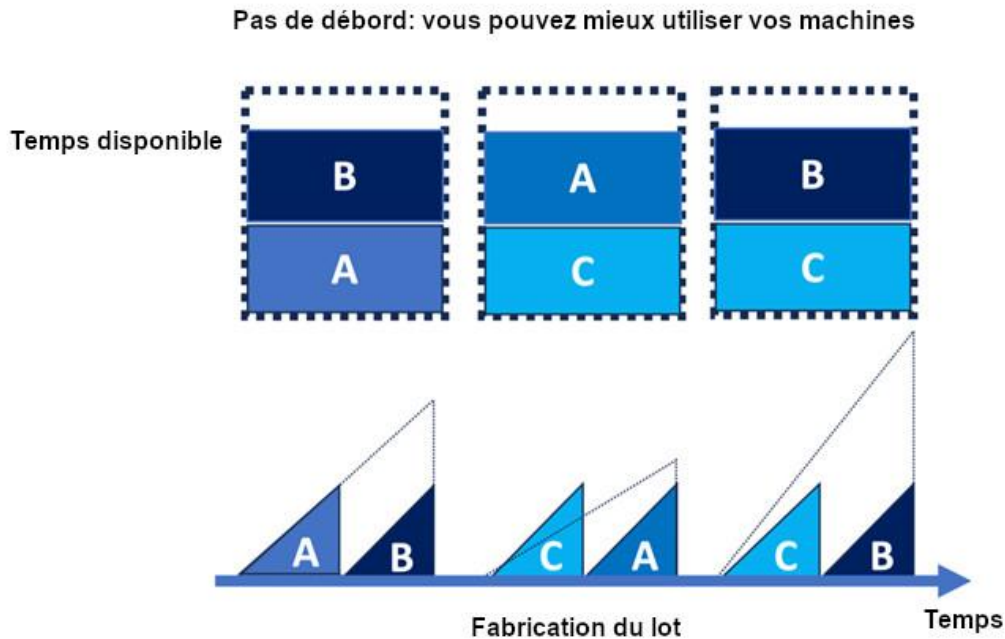 Pas de débord: vous pouvez mieux utiliser vos machines
Temps disponible
B
A
B
A
C
C
A
B
C
A
C
B
Fabrication du lot
Temps